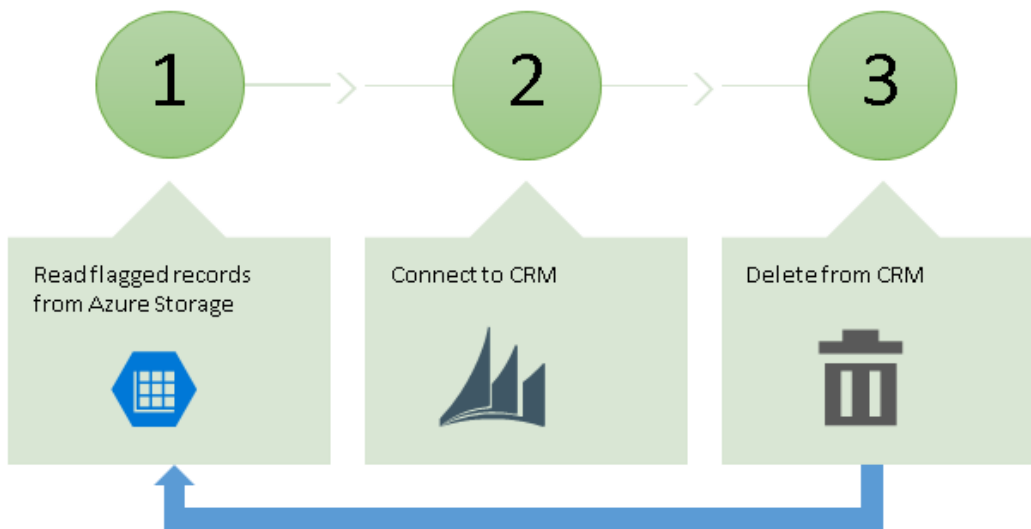 1
2
3
Read flagged records
from Azure Storage
Connect to CRM
Delete from CRM